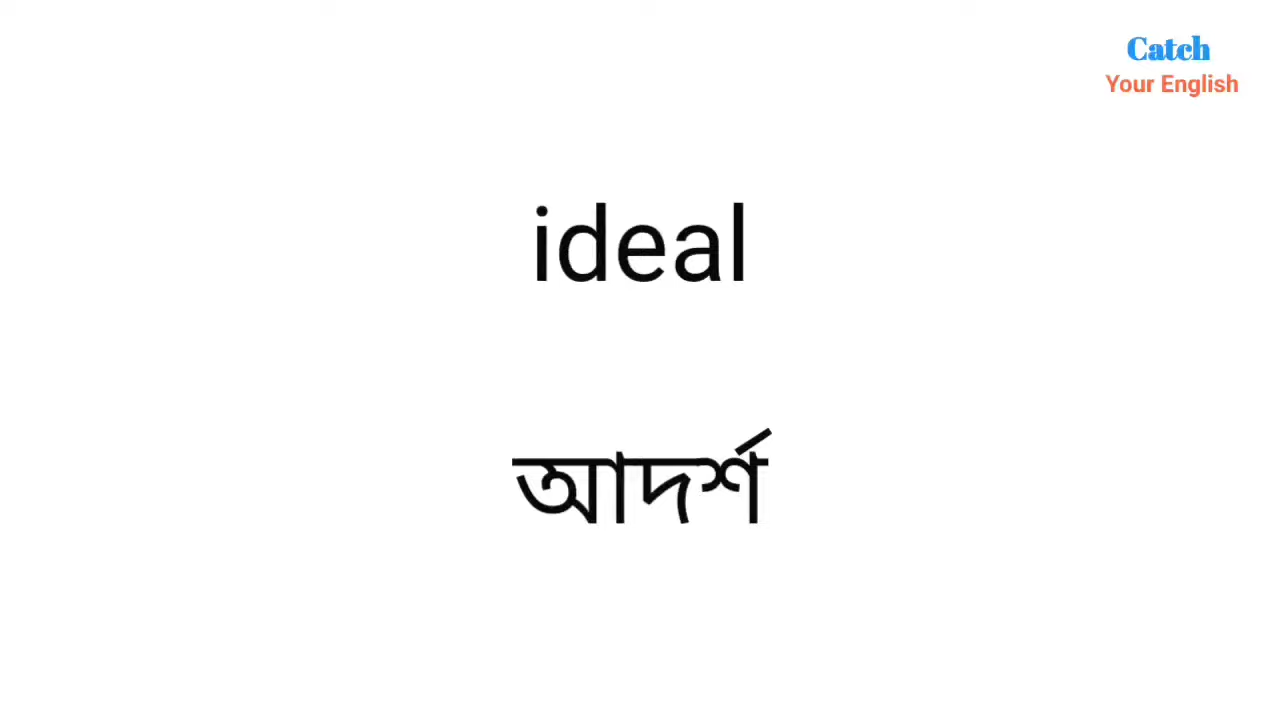 Catch
Your English
ideal
আদর্শ